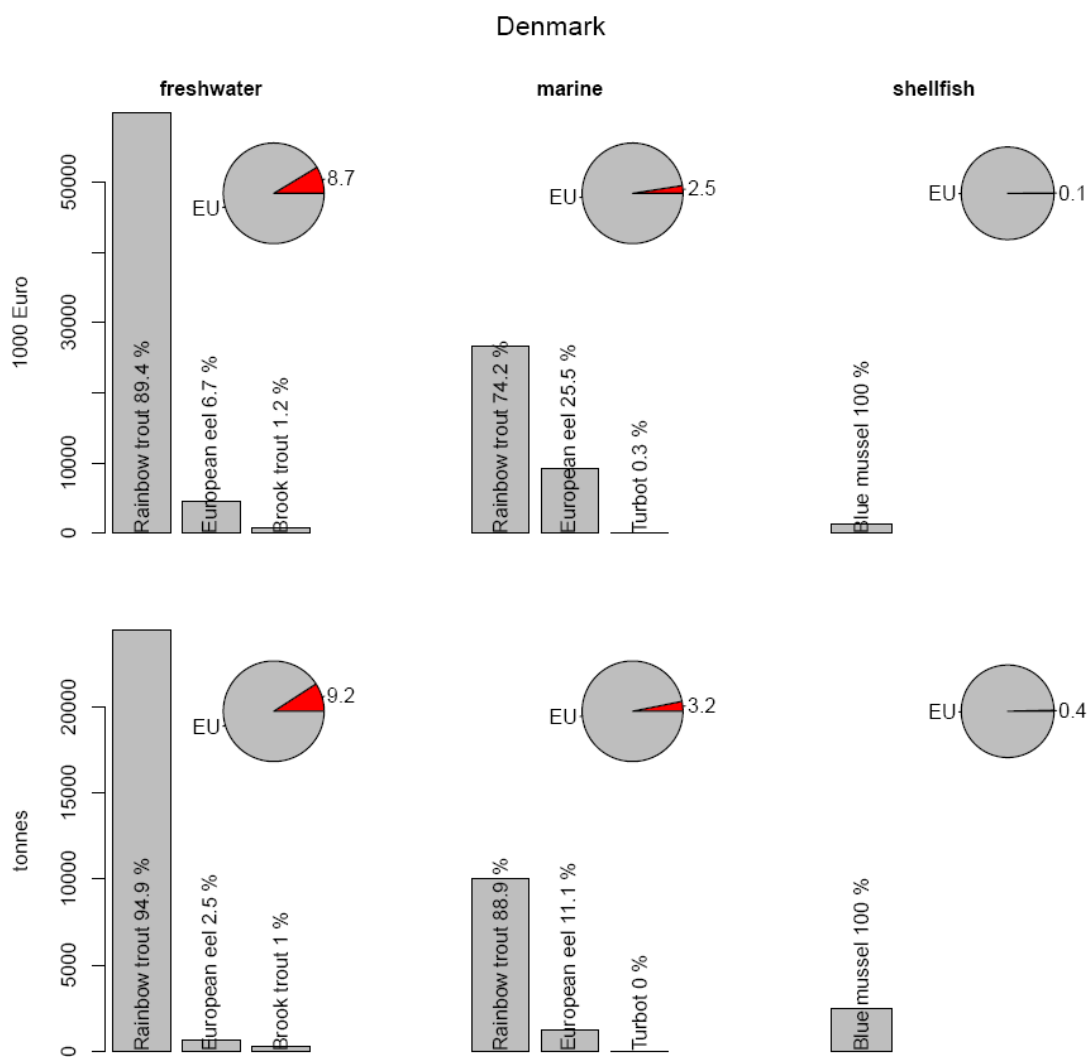 Denmark
freshwater
marine
shellfish
1000 Euro
50000
30000
10000
0
Rainbow trout 89.4 %
European eel 6.7 %
Brook trout 1.2 %
EU
8.7
Rainbow trout 74.2 %
European eel 25.5 %
Turbot 0.3 %
EU
2.5
Blue mussel 100 %
EU
0.1
tonnes
20000
15000
10000
5000
0
Rainbow trout 94.9 %
European eel 2.5 %
Brook trout 1 %
EU
9.2
Rainbow trout 88.9 %
European eel 11.1 %
Turbot 0 %
EU
3.2
Blue mussel 100 %
EU
0.4